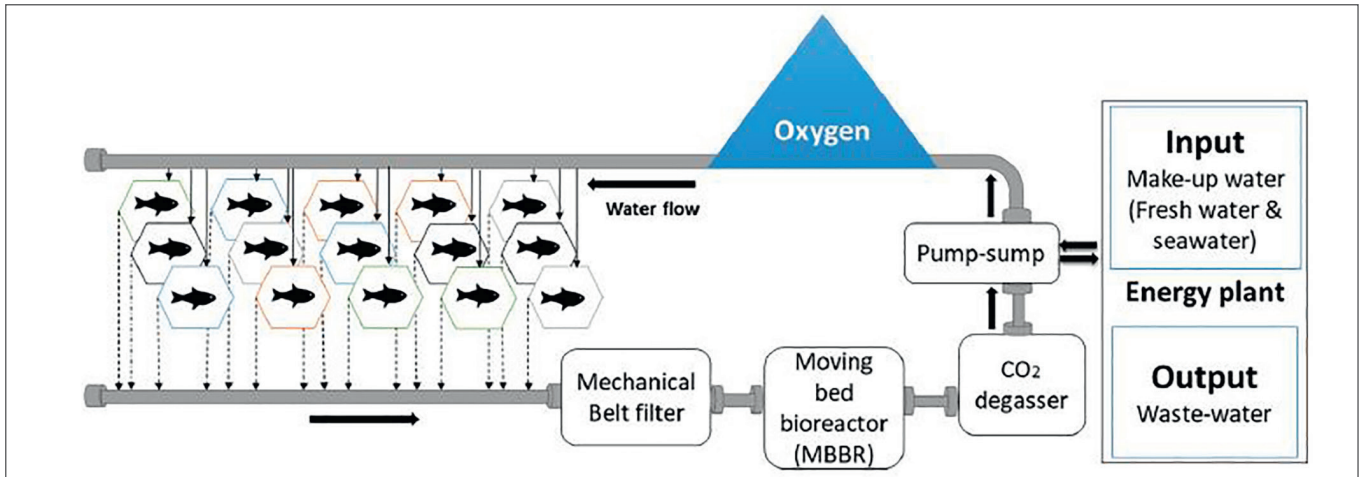 Oxygen
Water flow
Input
Make-up water
(Fresh water &
seawater)
Pump-sump
Energy plant
Mechanical
Belt filter
Moving
bed
bioreactor
(MBBR)
CO₂
degasser
Output
Waste-water